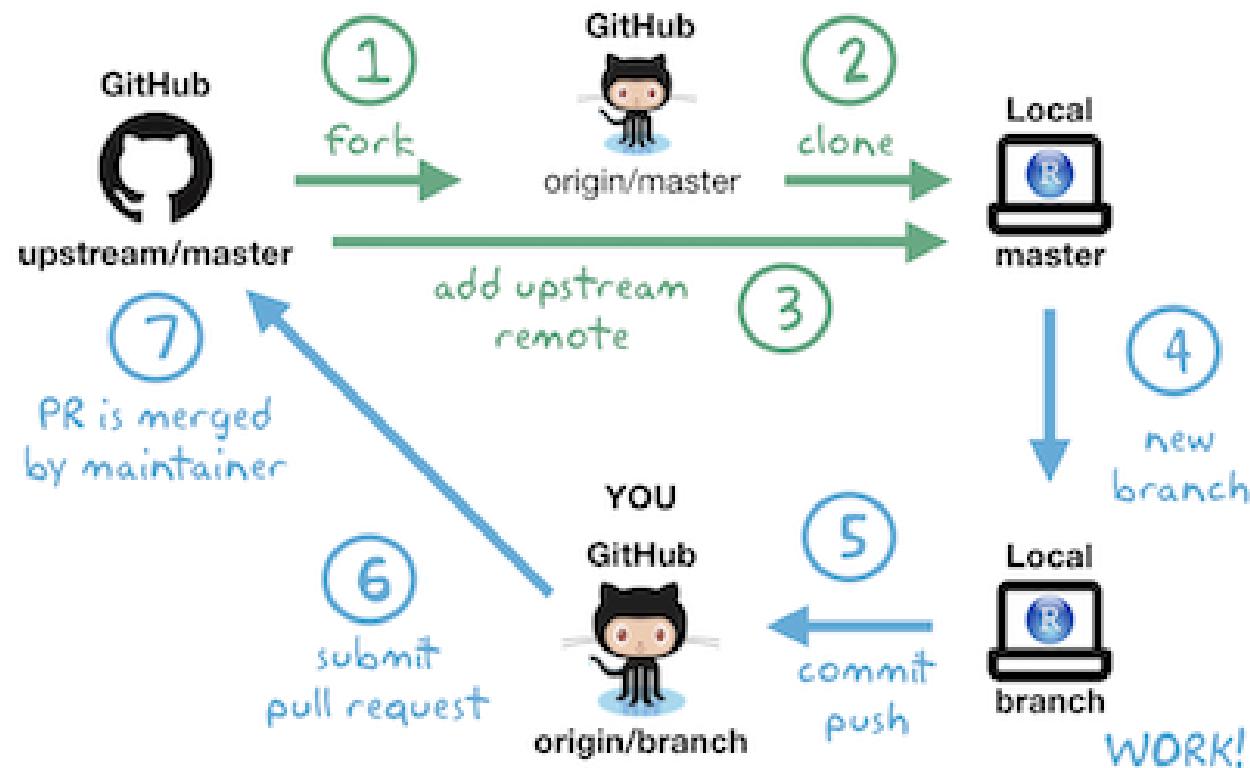 GitHub
upstream/master
1
fork
GitHub
origin/master
2
clone
Local
R
master
add upstream
remote
3
4
new
branch
Local
R
branch
WORK!
5
commit
push
YOU
GitHub
origin/branch
6
submit
pull request
7
PR is merged
by maintainer